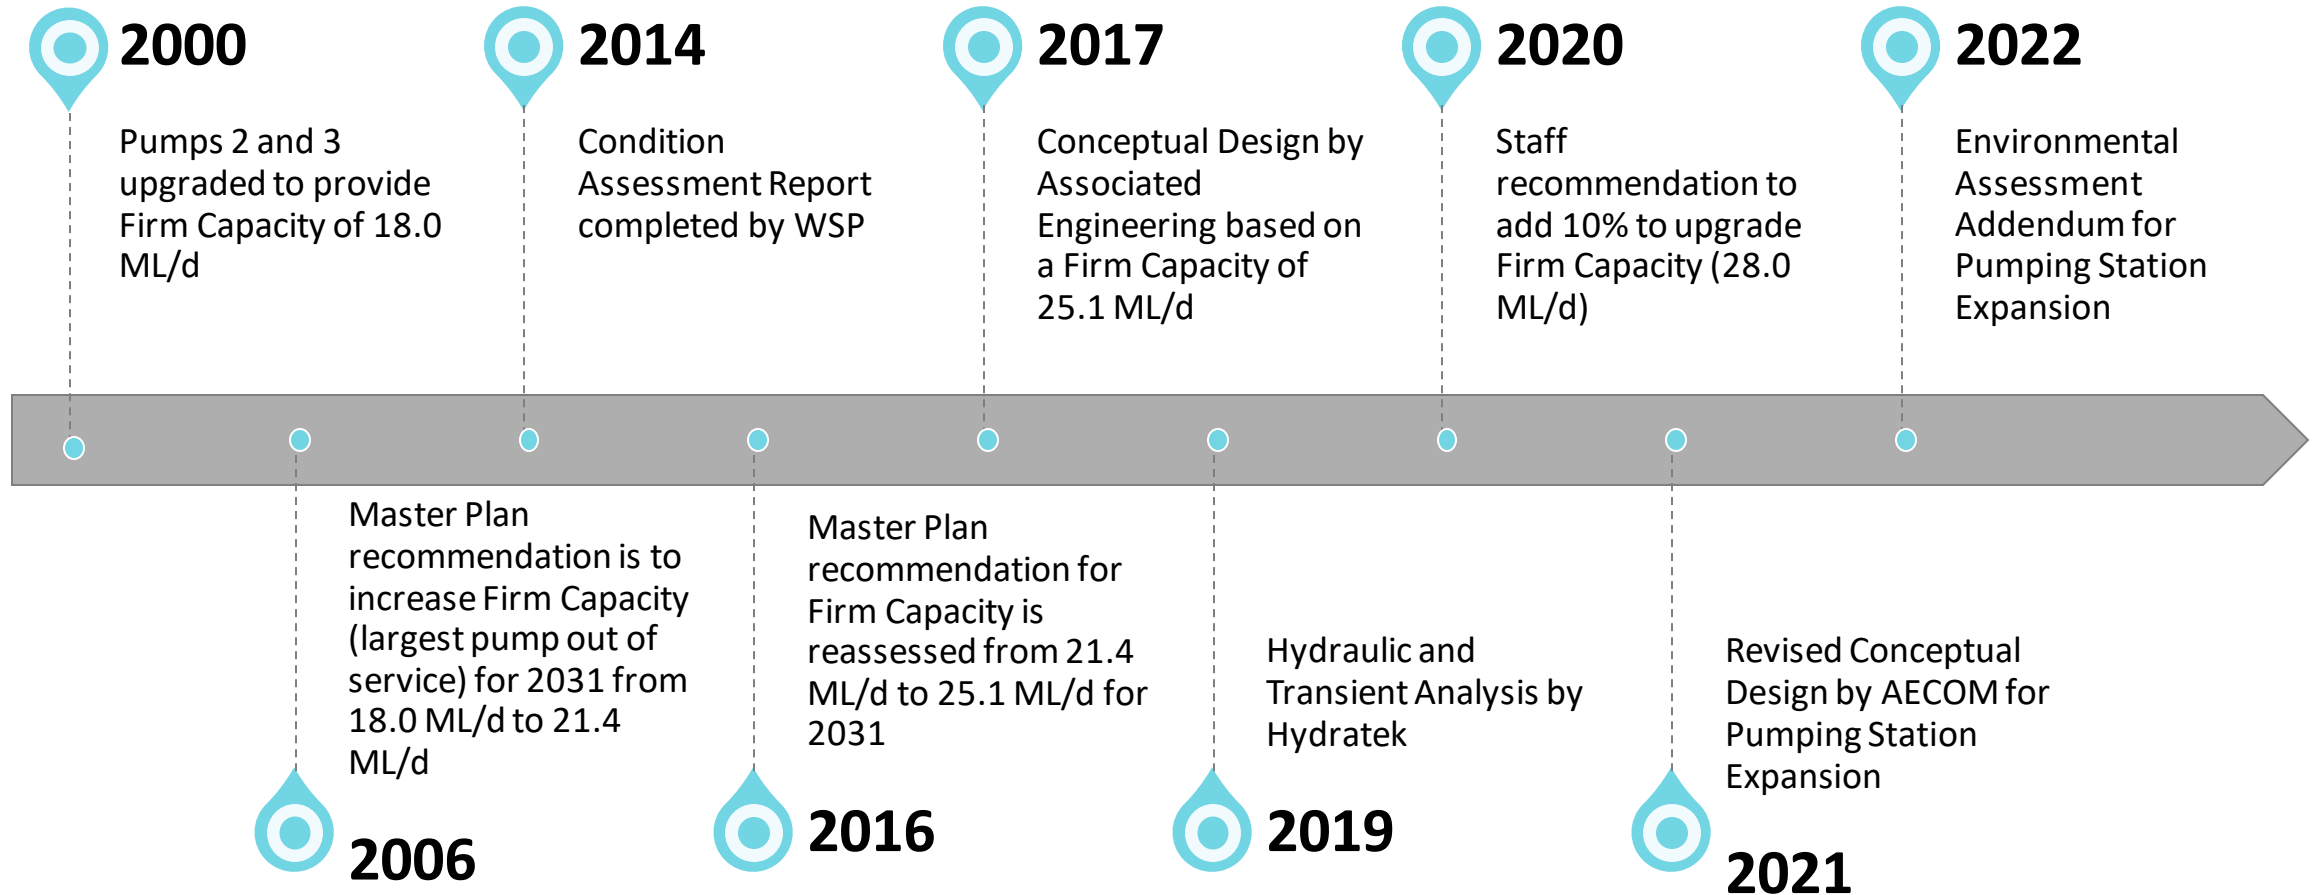 2000
Pumps 2 and 3
upgraded to provide
Firm Capacity of 18.0
ML/d
2006
Master Plan
recommendation is to
increase Firm Capacity
(largest pump out of
service) for 2031 from
18.0 ML/d to 21.4
ML/d
2014
Condition
Assessment Report
completed by WSP
2016
Master Plan
recommendation for
Firm Capacity is
reassessed from 21.4
ML/d to 25.1 ML/d for
2031
2017
Conceptual Design by
Associated
Engineering based on
a Firm Capacity of
25.1 ML/d
2019
Hydraulic and
Transient Analysis by
Hydratek
2020
Staff
recommendation to
add 10% to upgrade
Firm Capacity (28.0
ML/d)
2021
Revised Conceptual
Design by AECOM for
Pumping Station
Expansion
2022
Environmental
Assessment
Addendum for
Pumping Station
Expansion